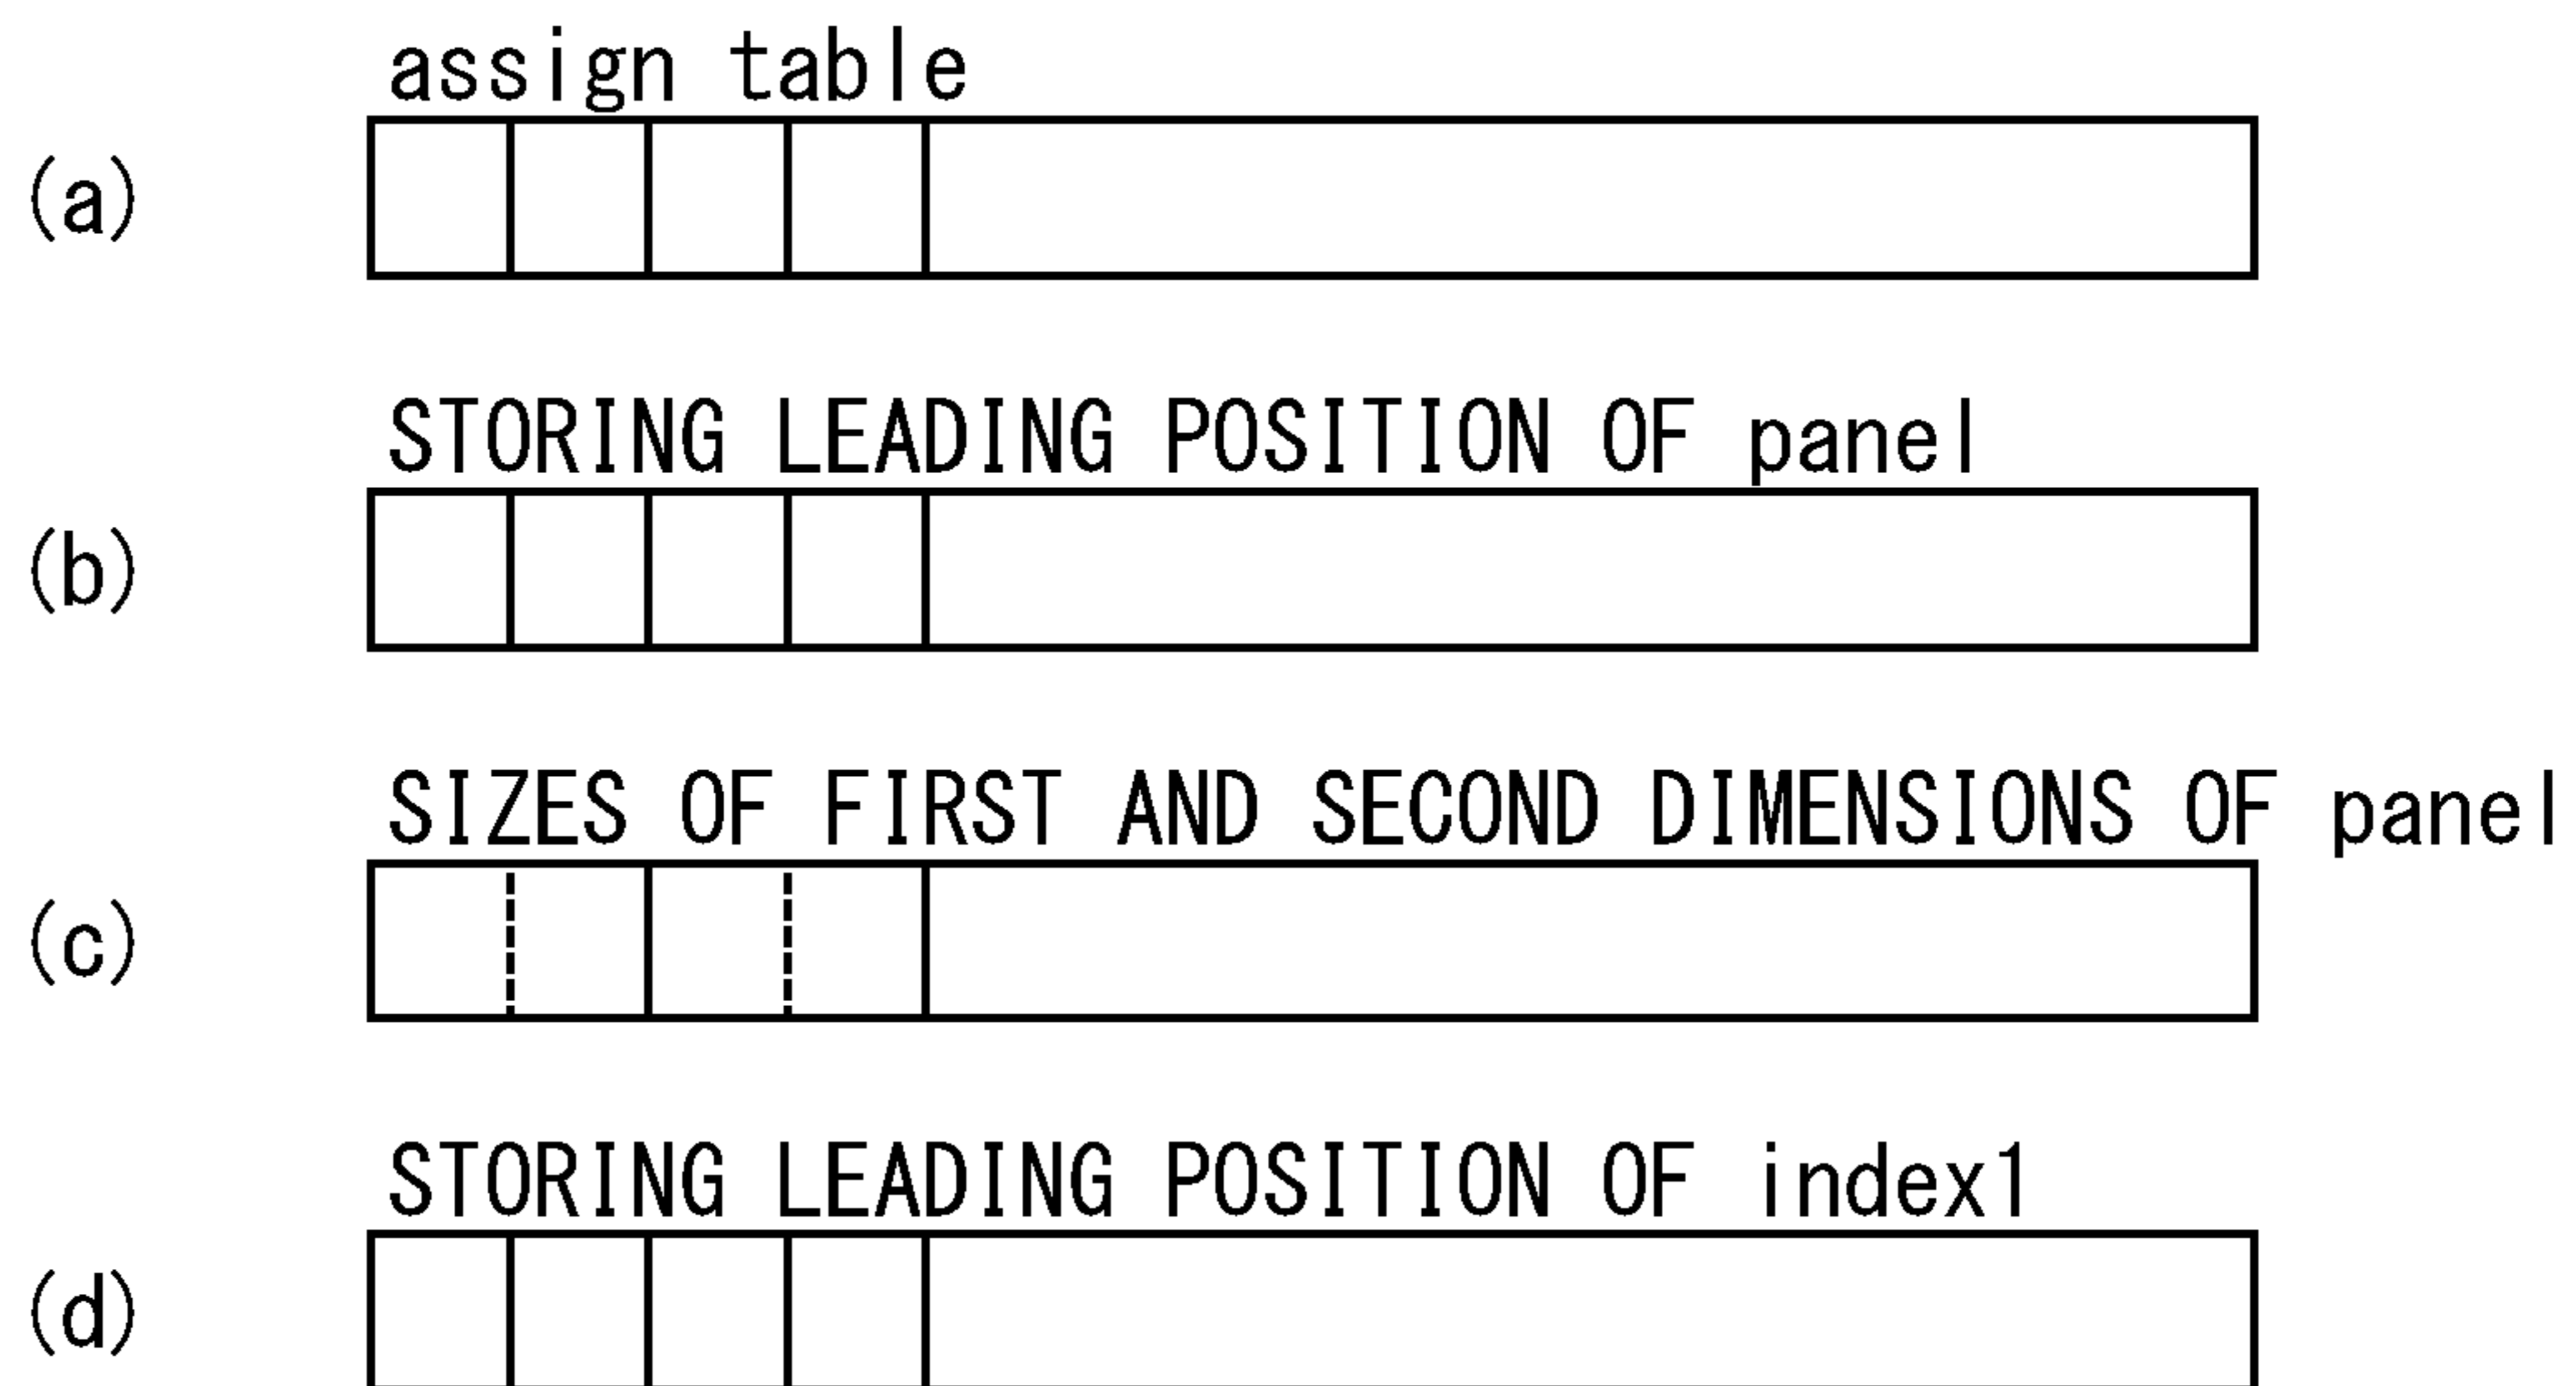 assign table
(a)
STORING LEADING POSITION OF panel
(b)
SIZES OF FIRST AND SECOND DIMENSIONS OF panel
(c)
STORING LEADING POSITION OF index1
(d)